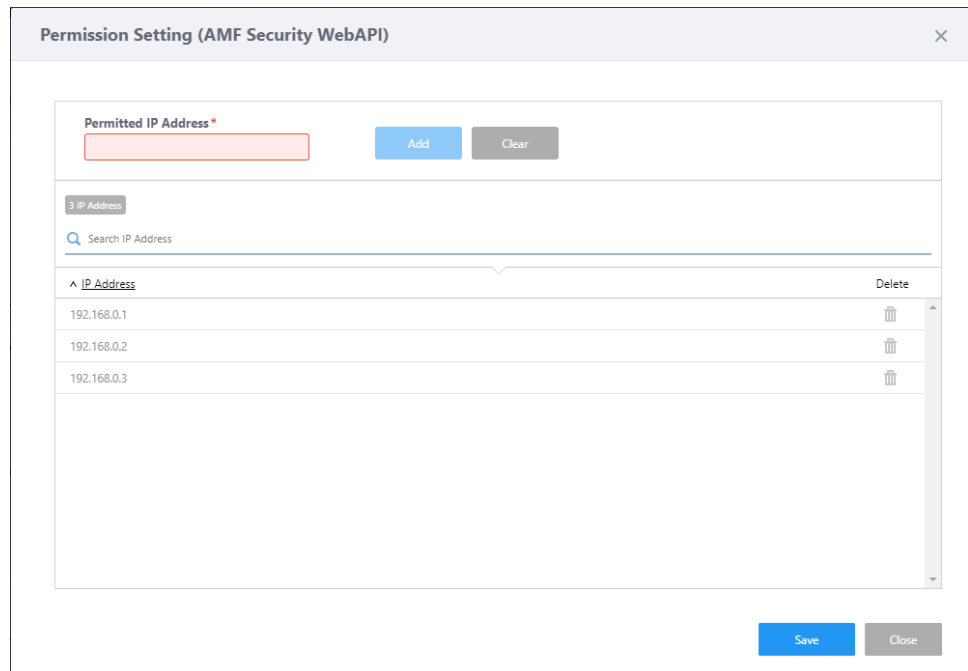 Permission Setting (AMF Security WebAPI)
Permitted IP Address*
Add
Clear
3 IP Address
Search IP Address
IP Address
Delete
192.168.0.1
192.168.0.2
192.168.0.3
Save
Close